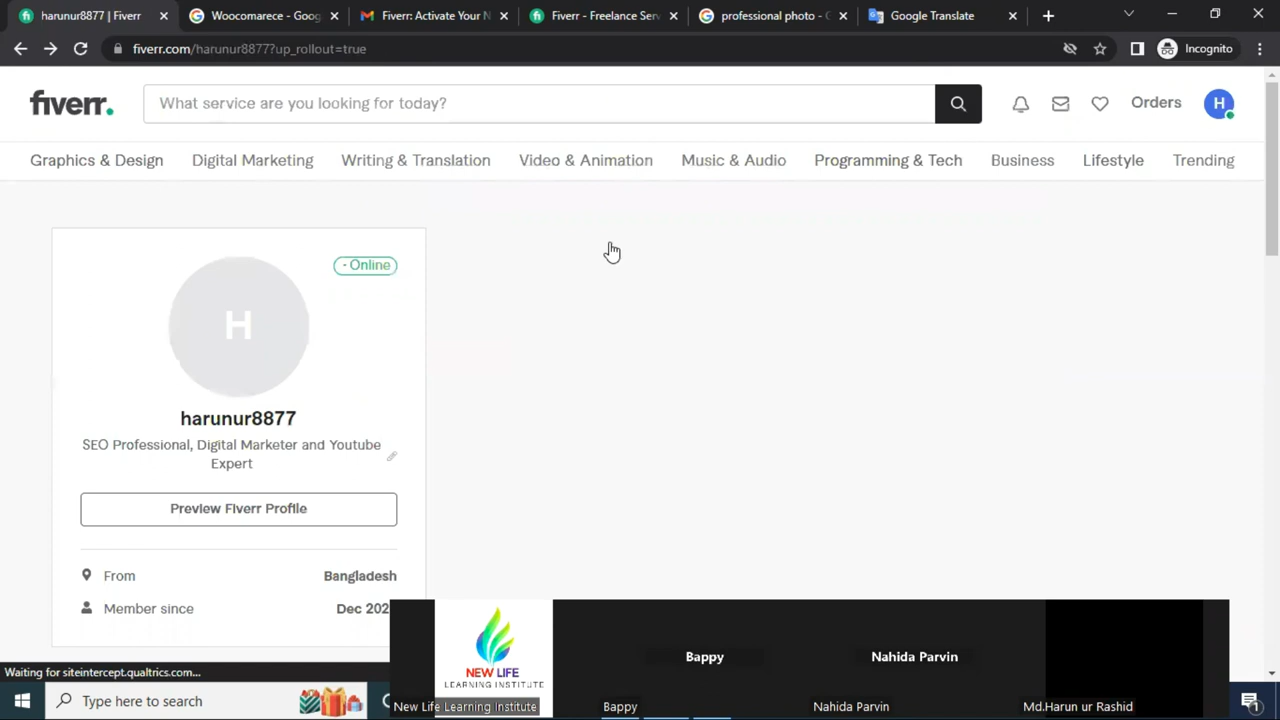 harunur8877 | Fiverr
Woocomarece - Goog
Fiverr: Activate Your N
Fiverr - Freelance Serv
professional photo - G
Google Translate
fiverr.com/harunur8877?up_rollout=true
Incognito
fiverr.
What service are you looking for today?
Orders
H
Graphics & Design
Digital Marketing
Writing & Translation
Video & Animation
Music & Audio
Programming & Tech
Business
Lifestyle
Trending
- Online
H
harunur8877
SEO Professional, Digital Marketer and Youtube
Expert
Preview Fiverr Profile
From
Bangladesh
Member since
Dec 202
NEW LIFE
LEARNING INSTITUTE
Bappy
Nahida Parvin
Waiting for siteintercept.qualtrics.com...
Type here to search
New Life Learning Institute
Bappy
Nahida Parvin
Md.Harun ur Rashid
1